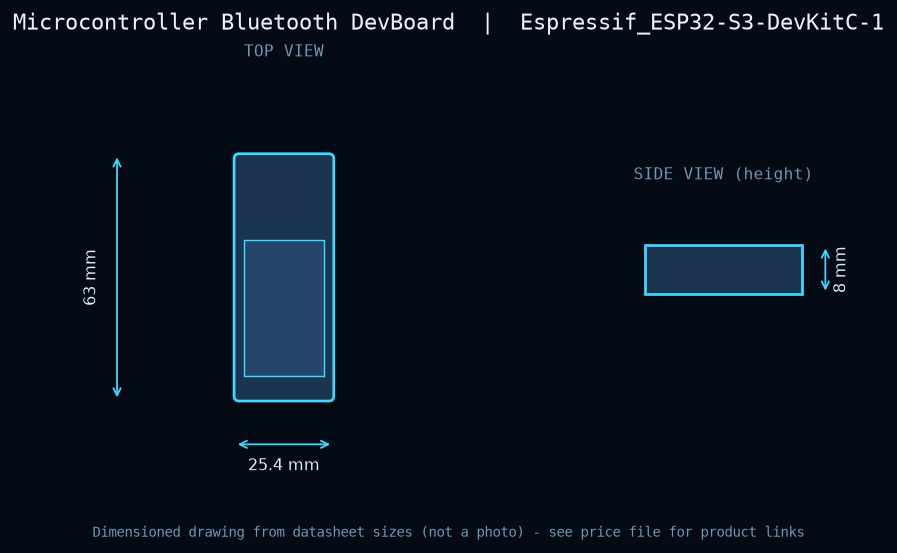 Microcontroller Bluetooth DevBoard  |  Espressif_ESP32-S3-DevKitC-1
TOP VIEW
SIDE VIEW (height)
63 mm
8 mm
25.4 mm
Dimensioned drawing from datasheet sizes (not a photo) - see price file for product links